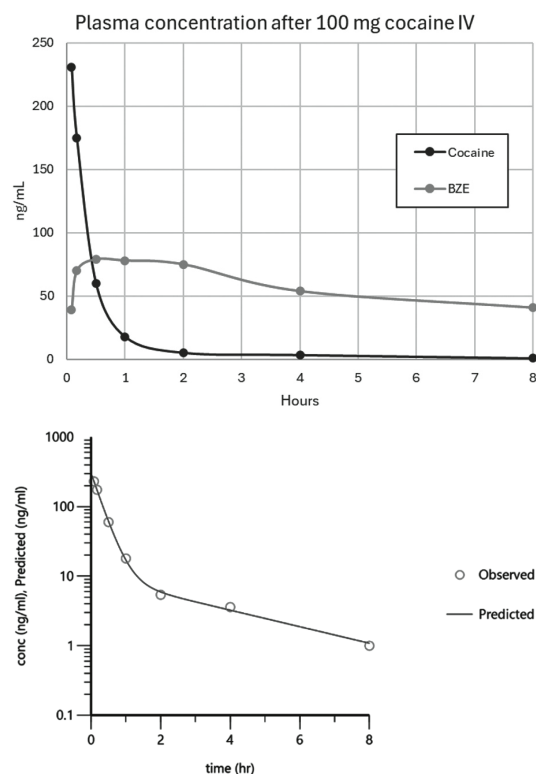 Plasma concentration after 100 mg cocaine IV
250
200
150
100
50
0
ng/mL
Cocaine
BZE
0 1 2 3 4 5 6 7 8
Hours
1000
100
10
1
0.1
conc (ng/ml), Predicted (ng/ml)
Observed
Predicted
0 2 4 6 8
time (hr)